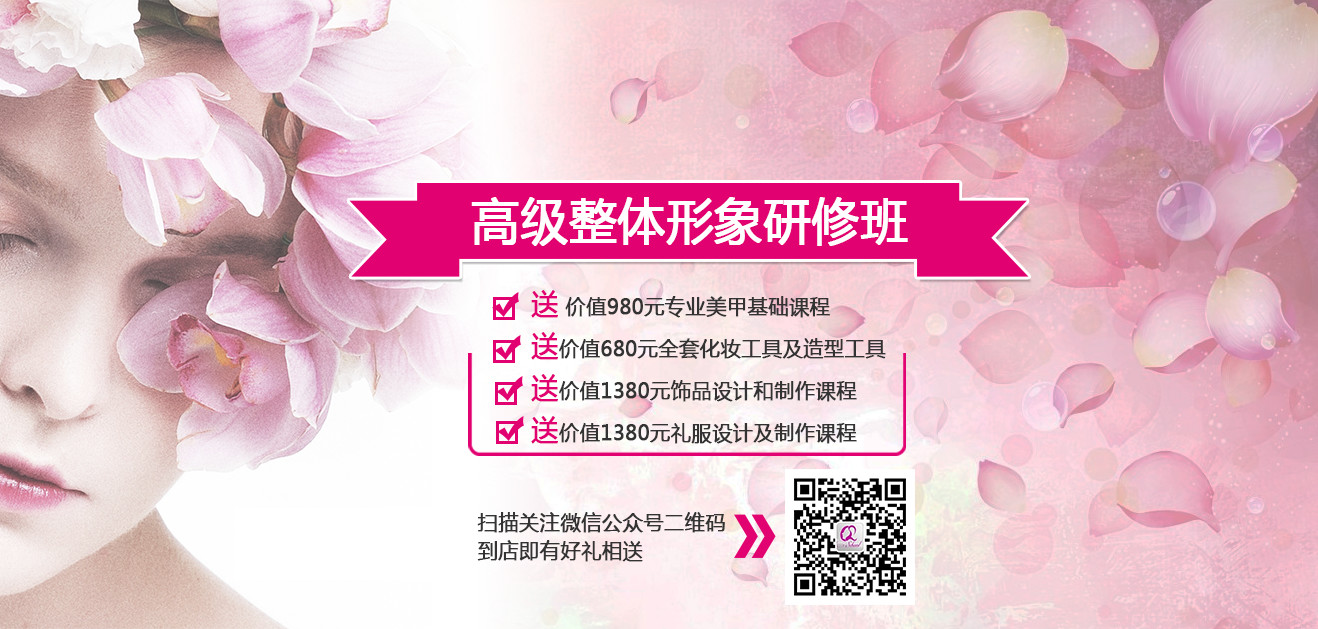 高级整体形象研修班
送 价值980元专业美甲基础课程
送价值680元全套化妆工具及造型工具
送价值1380元饰品设计和制作课程
送价值1380元礼服设计及制作课程
扫描关注微信公众号二维码
到店即有好礼相送